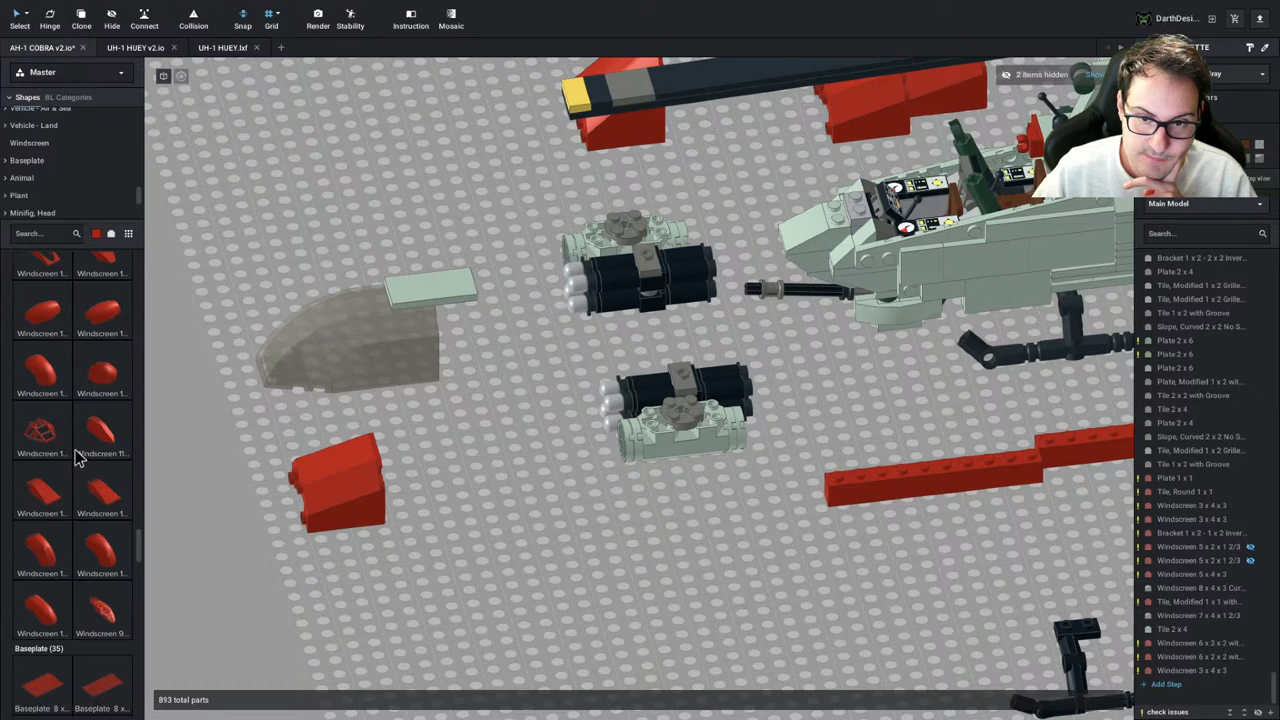 Select
Hinge
Clone
Hide
Connect
Collision
Snap
Grid
Render
Stability
Instruction
Mosaic
DarthDesi...
AH-1 COBRA v2.io*
UH-1 HUEY v2.io
UH-1 HUEY.lxf
Master
2 items hidden
Shapes BL Categories
Vehicle - Air & Sea
Vehicle - Land
Windscreen
Baseplate
Animal
Plant
Minifig, Head
Search...
Windscreen 1... Windscreen 1...
Windscreen 1... Windscreen 1...
Windscreen 1... Windscreen 1...
Windscreen 1... Windscreen 11...
Windscreen 1... Windscreen 1...
Windscreen 1... Windscreen 1...
Windscreen 1... Windscreen 9...
Baseplate (35)
Baseplate 8 x... Baseplate 8 x...
893 total parts
Main Model
Search...
Bracket 1 x 2 - 2 x 2 Inver...
Plate 2 x 4
Tile, Modified 1 x 2 Grille...
Tile, Modified 1 x 2 Grille...
Tile 1 x 2 with Groove
Slope, Curved 2 x 2 No S...
Plate 2 x 6
Plate 2 x 6
Plate 2 x 6
Plate, Modified 1 x 2 wit...
Tile 2 x 2 with Groove
Tile 2 x 4
Plate 2 x 4
Slope, Curved 2 x 2 No S...
Tile, Modified 1 x 2 Grille...
Tile 1 x 2 with Groove
Plate 1 x 1
Tile, Round 1 x 1
Windscreen 3 x 4 x 3
Windscreen 3 x 4 x 3
Bracket 1 x 2 - 1 x 2 Inver...
Windscreen 5 x 2 x 1 2/3
Windscreen 5 x 2 x 1 2/3
Windscreen 5 x 4 x 3
Windscreen 8 x 4 x 3 Cur...
Tile, Modified 1 x 1 with...
Windscreen 7 x 4 x 1 2/3
Tile 2 x 4
Windscreen 6 x 2 x 2 wit...
Windscreen 6 x 2 x 2 wit...
Windscreen 3 x 4 x 3
+ Add Step
check issues